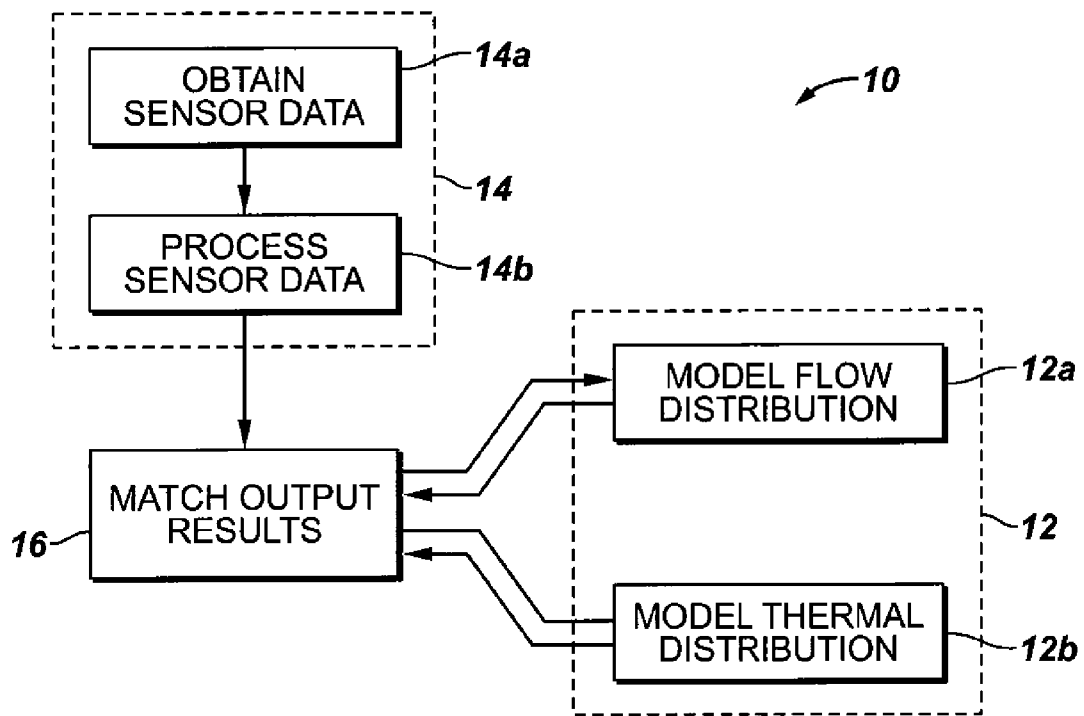 OBTAIN
SENSOR DATA
14a
10
14
PROCESS
SENSOR DATA
14b
MODEL FLOW
DISTRIBUTION
12a
MATCH OUTPUT
RESULTS
16
12
MODEL THERMAL
DISTRIBUTION
12b